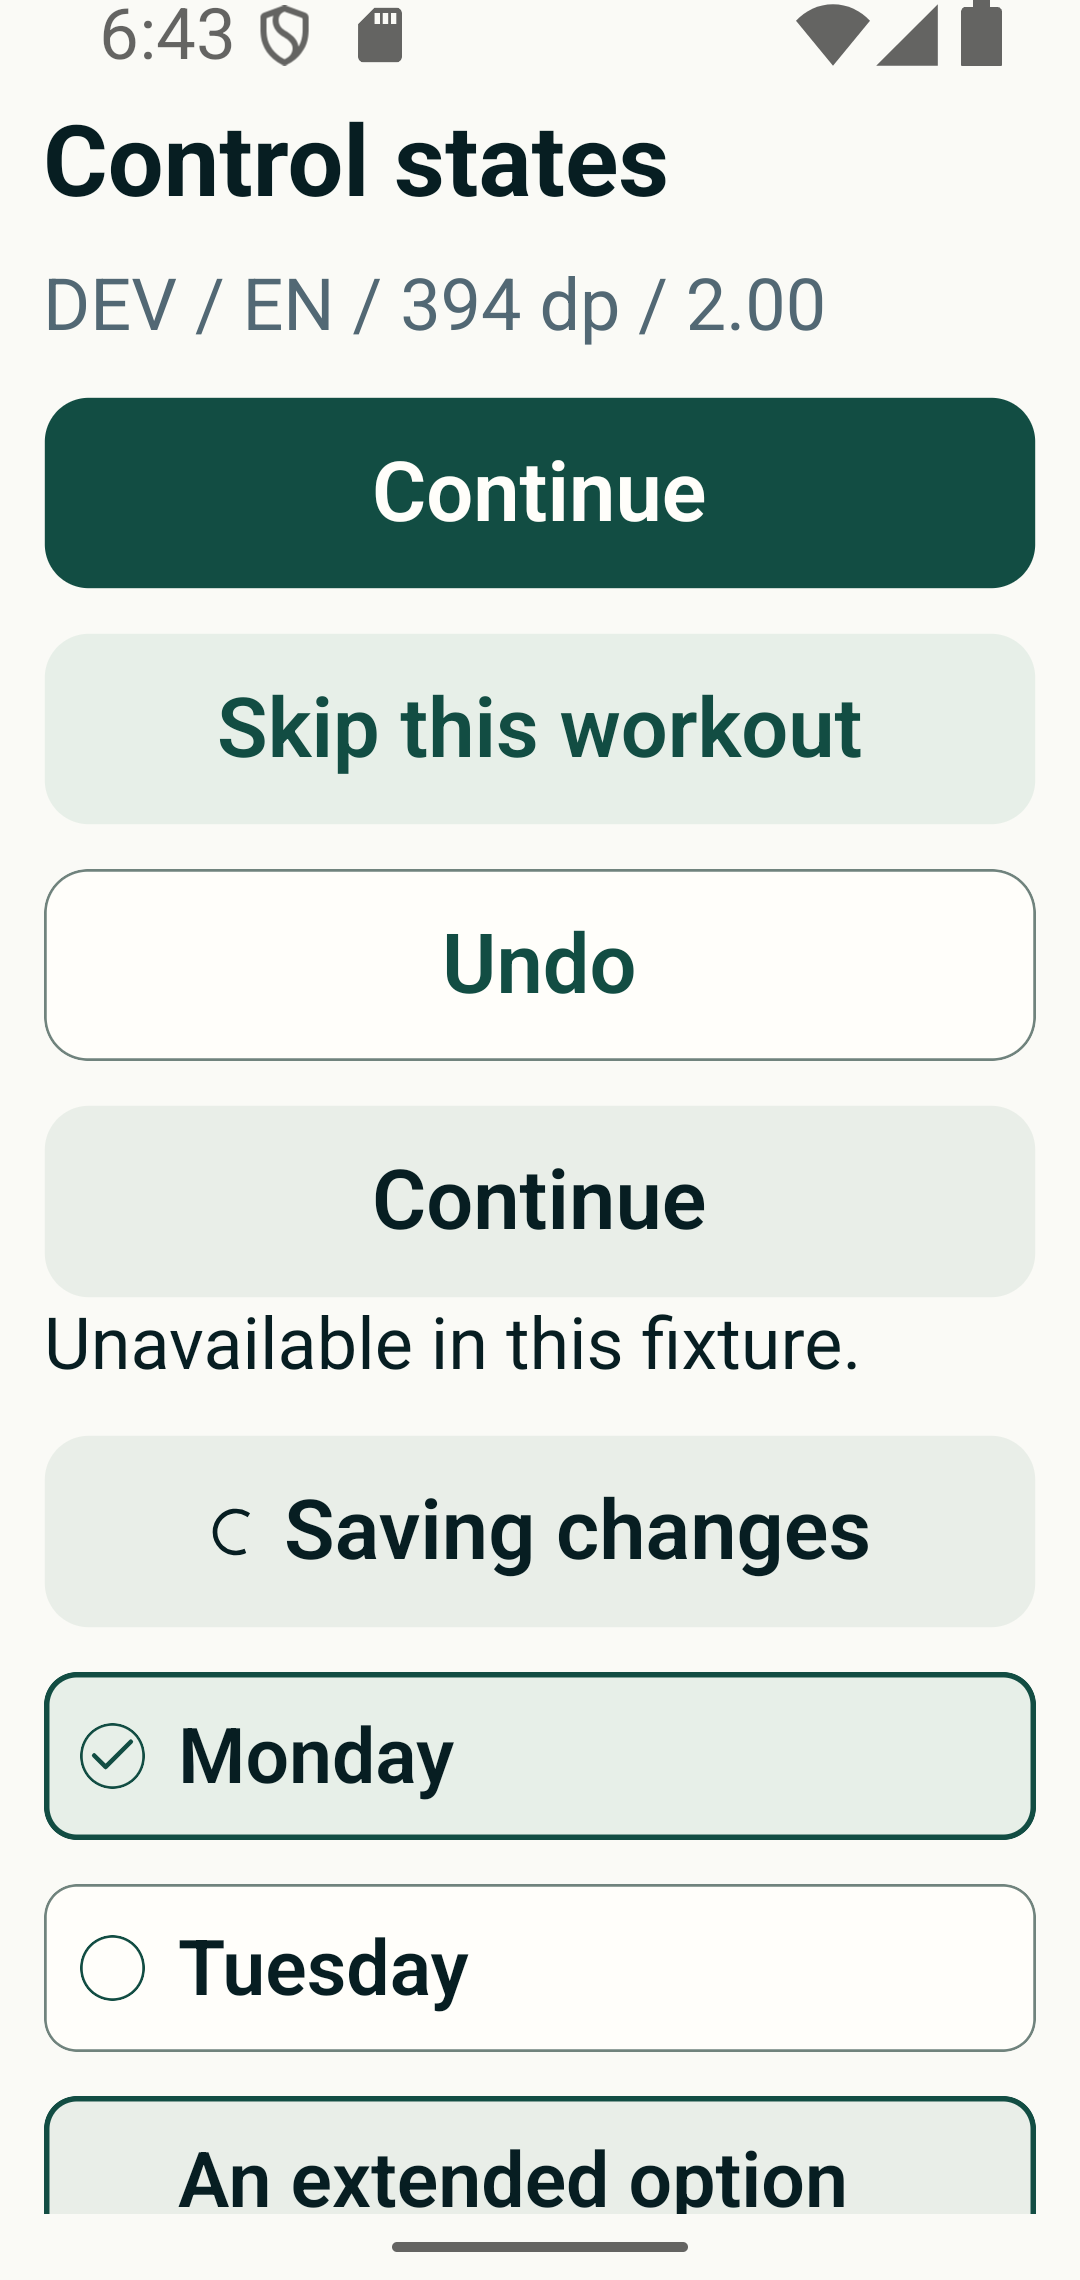 6:43
Control states
DEV / EN / 394 dp / 2.00
Continue
Skip this workout
Undo
Continue
Unavailable in this fixture.
Saving changes
Monday
Tuesday
An extended option